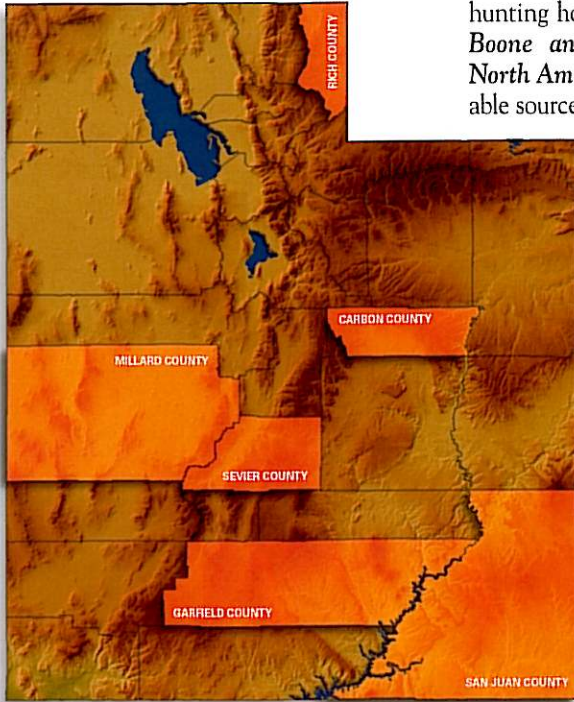 hunting ho
Boone an
North Am
able source
RICH COUNTY
CARBON COUNTY
MILLARD COUNTY
SEVIER COUNTY
GARFIELD COUNTY
SAN JUAN COUNTY